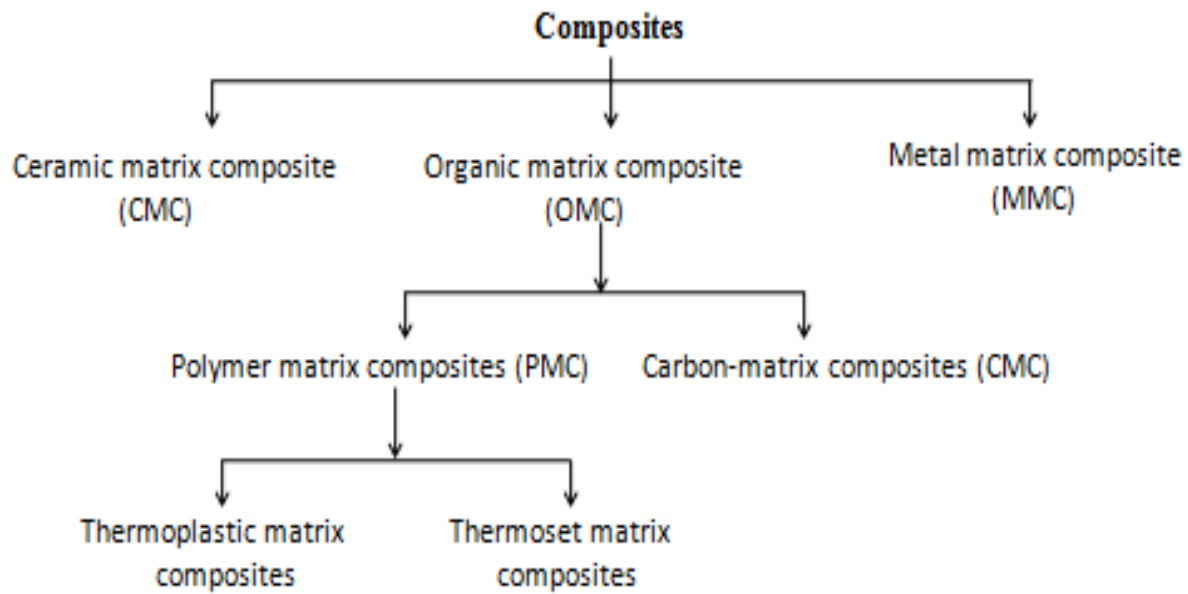 Composites
Ceramic matrix composite
(CMC)
Organic matrix composite
(OMC)
Metal matrix composite
(MMC)
Polymer matrix composites (PMC)
Carbon-matrix composites (CMC)
Thermoplastic matrix
composites
Thermoset matrix
composites